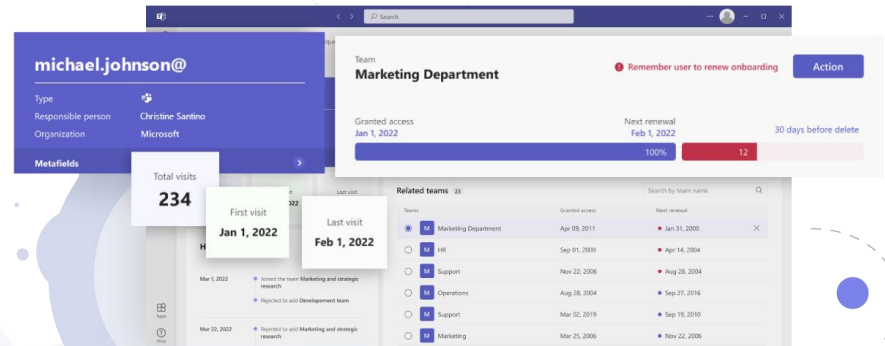 Search
michael.johnson@
Type
Responsible person Christine Santino
Organization Microsoft
Metafields
Team
Marketing Department
Remember user to renew onboarding
Action
Granted access
Jan 1, 2022
Next renewal
Feb 1, 2022
30 days before delete
100%
12
Total visits
234
First visit
Jan 1, 2022
Last visit
Last visit
Feb 1, 2022
Related teams 23
Search by team name
Teams Granted access Next renewal
M Marketing Department Apr 09, 2011 Jan 31, 2000
M HR Sep 01, 2000 Apr 14, 2004
M Support Nov 22, 2006 Aug 28, 2004
M Operations Aug 28, 2004 Sep 27, 2016
M Support Mar 02, 2019 Sep 19, 2010
M Marketing Mar 25, 2006 Nov 22, 2006
Mar 1, 2022 Joined the team Marketing and strategic
research
Rejected to add Developement team
Mar 22, 2022 Rejected to add Marketing and strategic
research
Apps
Help